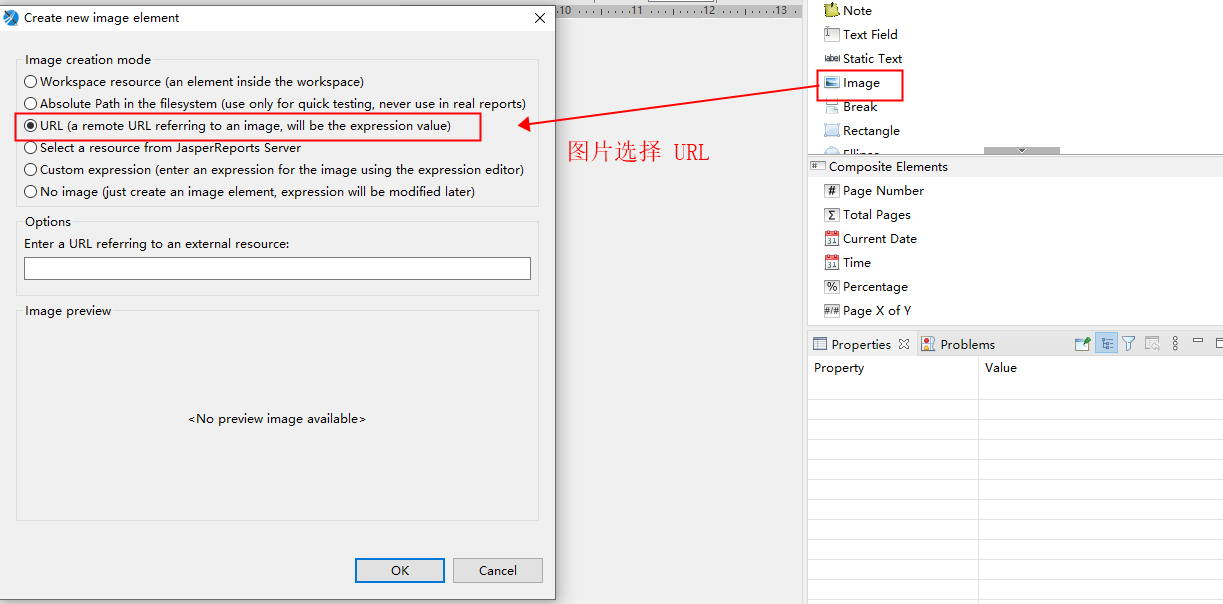 Create new image element
Image creation mode
Workspace resource (an element inside the workspace)
Absolute Path in the filesystem (use only for quick testing, never use in real reports)
URL (a remote URL referring to an image, will be the expression value)
Select a resource from JasperReports Server
Custom expression (enter an expression for the image using the expression editor)
No image (just create an image element, expression will be modified later)
Options
Enter a URL referring to an external resource:
Image preview
<No preview image available>
OK
Cancel
10 11 12 13
图片选择 URL
Note
Text Field
label Static Text
Image
Break
Rectangle
Composite Elements
# Page Number
Σ Total Pages
31 Current Date
31 Time
% Percentage
#/# Page X of Y
Properties
Problems
Property
Value